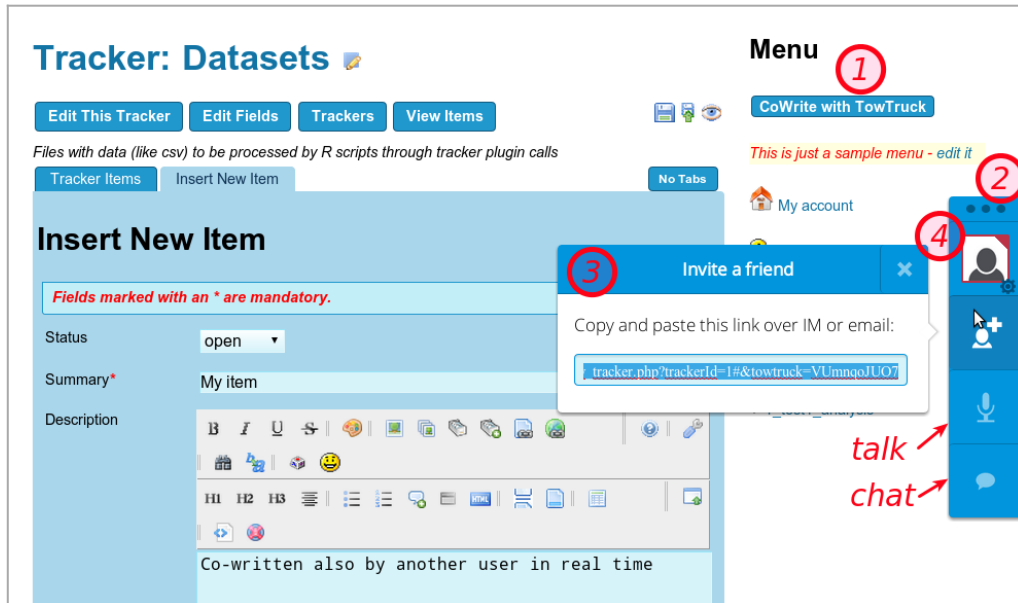 Tracker: Datasets
Menu
1
Edit This Tracker Edit Fields Trackers View Items
CoWrite with TowTruck
Files with data (like csv) to be processed by R scripts through tracker plugin calls
This is just a sample menu - edit it
Tracker Items Insert New Item No Tabs
2
My account
Insert New Item
4
3 Invite a friend
Fields marked with an * are mandatory.
Copy and paste this link over IM or email:
Status open
_tracker.php?trackerId=1#&towtruck=VUmnqoJUO7
Summary* My item
Description
B I U S
talk
H1 H2 H3 HTML
chat
Co-written also by another user in real time